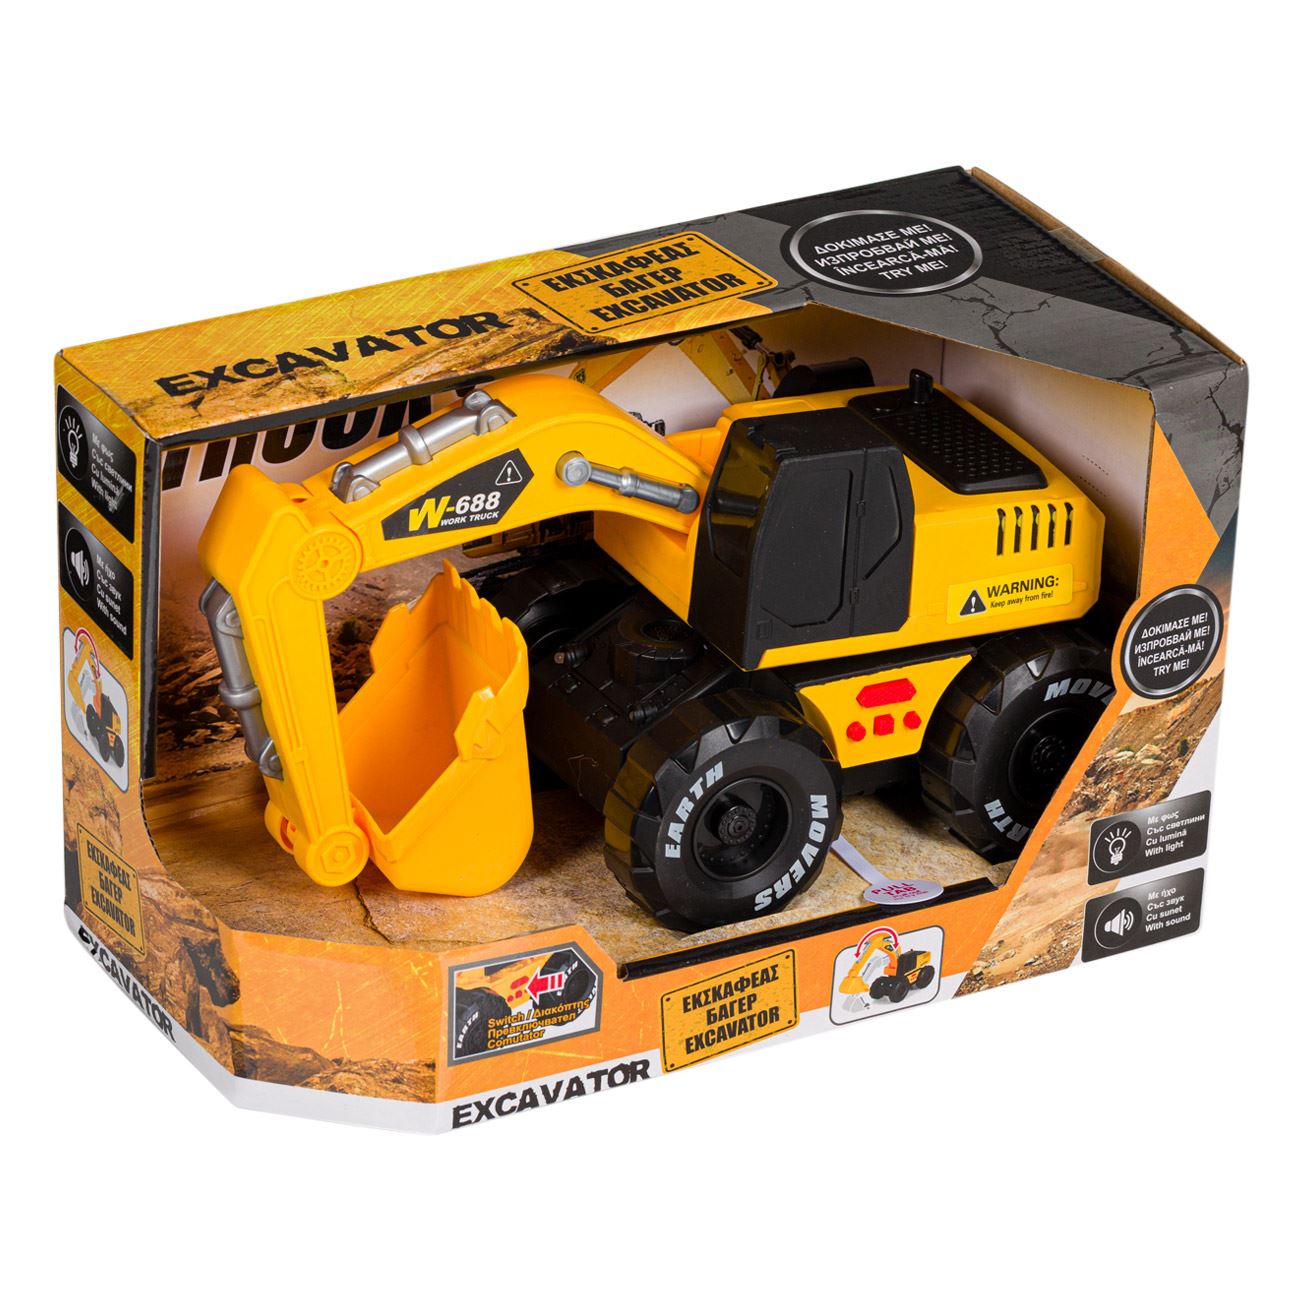 ΔΟΚΙΜΑΣΕ ΜΕ!
ИЗПРОБВАЙ МЕ!
ÎNCEARCĂ-MĂ!
TRY ME!
ΕΚΣΚΑΦΕΑΣ
БАГЕР
EXCAVATOR
EXCAVATOR
Με φως
Със светлини
Cu lumină
With light
Με ήχο
Със звук
Cu sunet
With sound
W-688
WORK TRUCK
WARNING:
Keep away from fire!
ΔΟΚΙΜΑΣΕ ΜΕ!
ИЗПРОБВАЙ МЕ!
ÎNCEARCĂ-MĂ!
TRY ME!
EARTH
MOVERS
PULL
TAB
Με φως
Със светлини
Cu lumină
With light
Με ήχο
Със звук
Cu sunet
With sound
ΕΚΣΚΑΦΕΑΣ
БАГЕР
EXCAVATOR
EXCAVATOR
Switch / Διακόπτης
Превключвател
Comutator
ΕΚΣΚΑΦΕΑΣ
БАГЕР
EXCAVATOR
EXCAVATOR